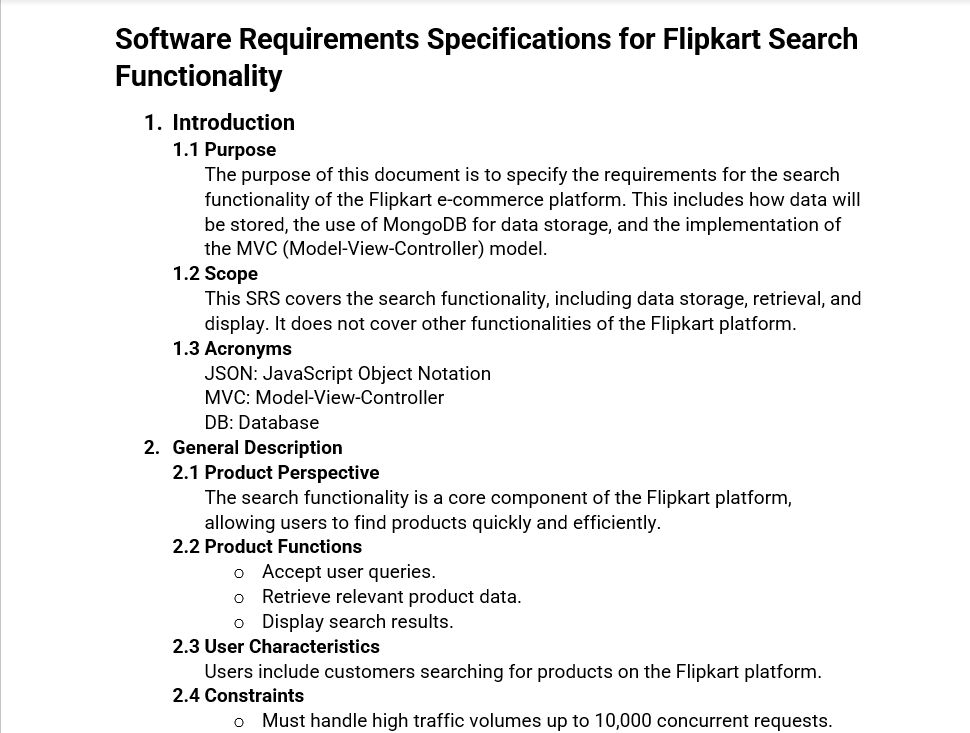 Software Requirements Specifications for Flipkart Search
Functionality
1. Introduction
1.1 Purpose
The purpose of this document is to specify the requirements for the search
functionality of the Flipkart e-commerce platform. This includes how data will
be stored, the use of MongoDB for data storage, and the implementation of
the MVC (Model-View-Controller) model.
1.2 Scope
This SRS covers the search functionality, including data storage, retrieval, and
display. It does not cover other functionalities of the Flipkart platform.
1.3 Acronyms
JSON: JavaScript Object Notation
MVC: Model-View-Controller
DB: Database
2. General Description
2.1 Product Perspective
The search functionality is a core component of the Flipkart platform,
allowing users to find products quickly and efficiently.
2.2 Product Functions
o Accept user queries.
o Retrieve relevant product data.
o Display search results.
2.3 User Characteristics
Users include customers searching for products on the Flipkart platform.
2.4 Constraints
o Must handle high traffic volumes up to 10,000 concurrent requests.